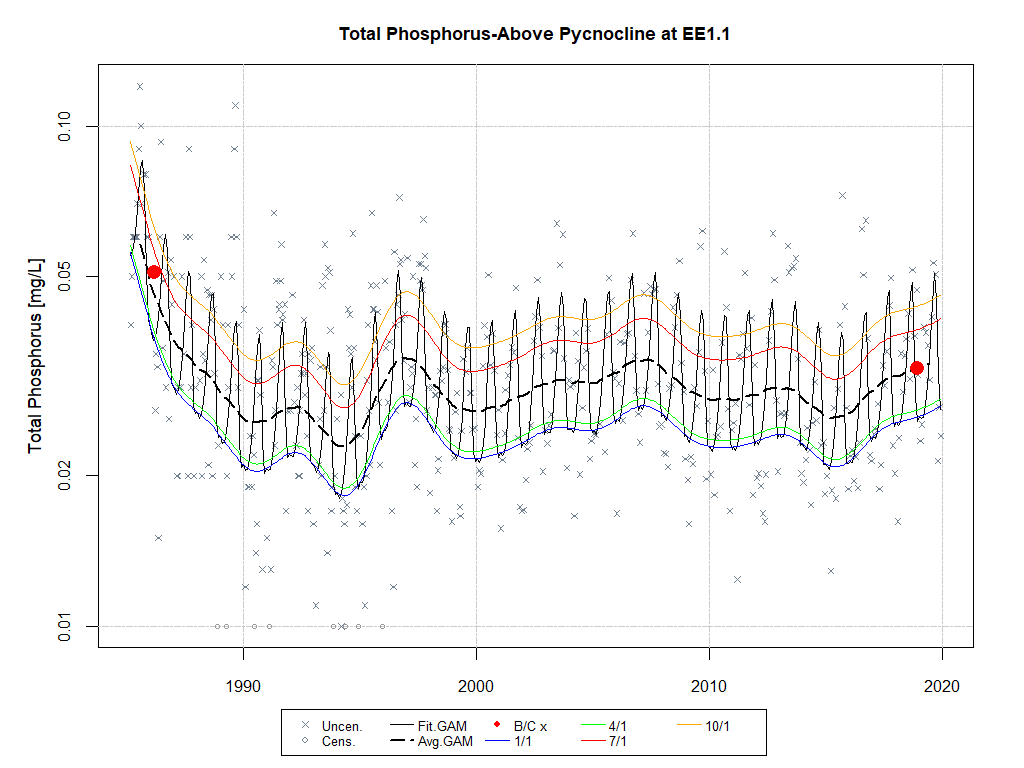 Total Phosphorus-Above Pycnocline at EE1.1
Total Phosphorus [mg/L]
0.10
0.05
0.02
0.01
1990 2000 2010 2020
Uncen. Fit.GAM B/C x 4/1 10/1
Cens. Avg.GAM 1/1 7/1